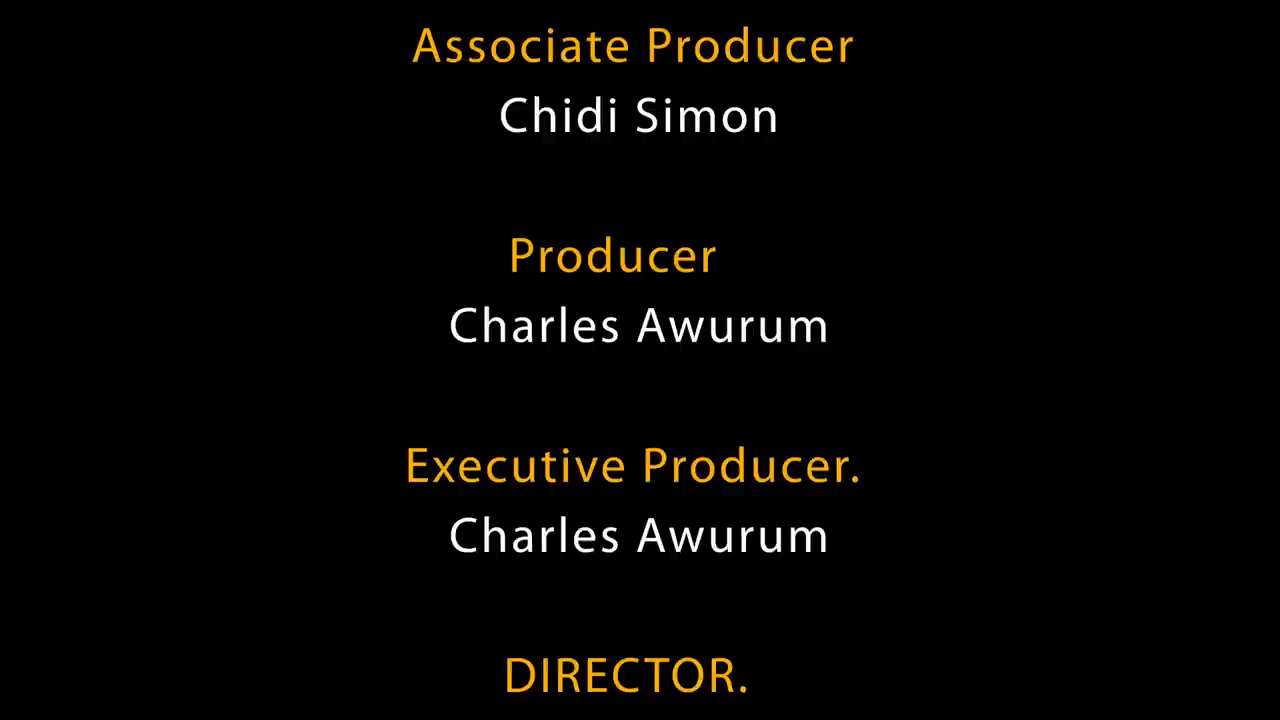 Associate Producer
Chidi Simon
Producer
Charles Awurum
Executive Producer.
Charles Awurum
DIRECTOR.